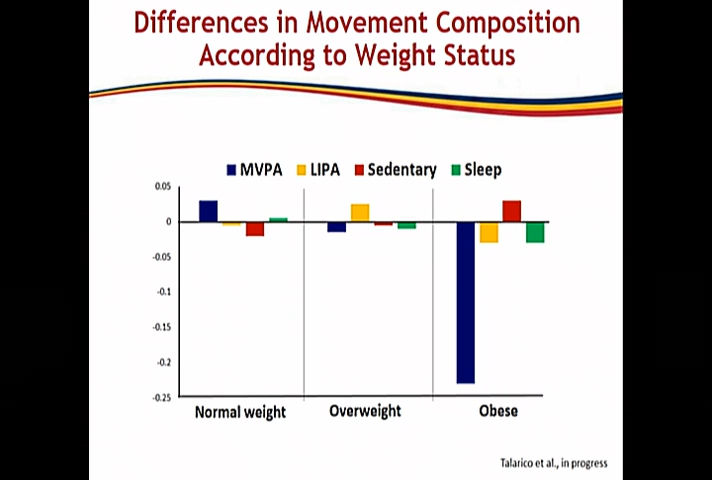 Differences in Movement Composition
According to Weight Status
MVPA LIPA Sedentary Sleep
0.05
0
-0.05
-0.1
-0.15
-0.2
-0.25
Normal weight Overweight Obese
Talarico et al., in progress